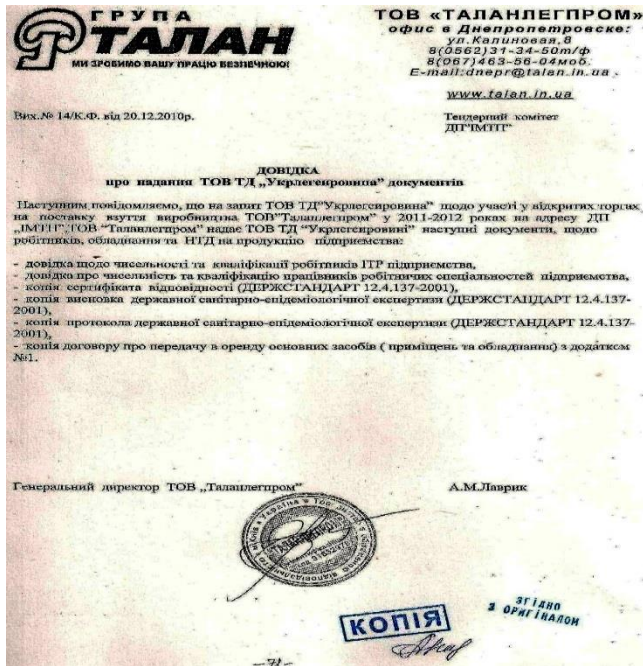 ГРУПА
ТАЛАН
МИ ЗРОБИМО ВАШУ ПРАЦЮ БЕЗПЕЧНОЮ!
ТОВ «ТАЛАНЛЕГПРОМ»
офис в Днепропетровске:
ул.Калиновая,8
8(0562)31-34-50т/ф
8(067)463-56-04моб.
E-mail:dnepr@talan.in.ua
www.talan.in.ua
Вих.№ 14/К.Ф. від 20.12.2010р.
Тендерний комітет
ДОВІДКА
про надання ТОВ ТД „Укрлегсировина” документів
Наступним повідомляємо, що на запит ТОВ ТД”Укрлегсировина” щодо участі у відкритих торгах
на поставку взуття виробництва ТОВ”Таланлегпром” у 2011-2012 роках на адресу ДП
ТОВ “Таланлегпром” надає ТОВ ТД “Укрлегсировині” наступні документи, щодо
робітників, обладнання та НТД на продукцію підприємства:
- довідка щодо чисельності та кваліфікації робітників ІТР підприємства,
- довідка про чисельність та кваліфікацію працівників робітничих спеціальностей підприємства,
- копія сертифіката відповідності (ДЕРЖСТАНДАРТ 12.4.137-2001),
- копія висновка державної санітарно-епідеміологічної експертизи (ДЕРЖСТАНДАРТ 12.4.137-
2001),
- копія протокола державної санітарно-епідеміологічної експертизи (ДЕРЖСТАНДАРТ 12.4.137-
2001),
- копія договору про передачу в оренду основних засобів ( приміщень та обладнання) з додатком
№1.
Генеральний директор ТОВ „Таланлегпром”
А.М.Лаврик
КОПІЯ
ЗГІДНО
З ОРИГІНАЛОМ